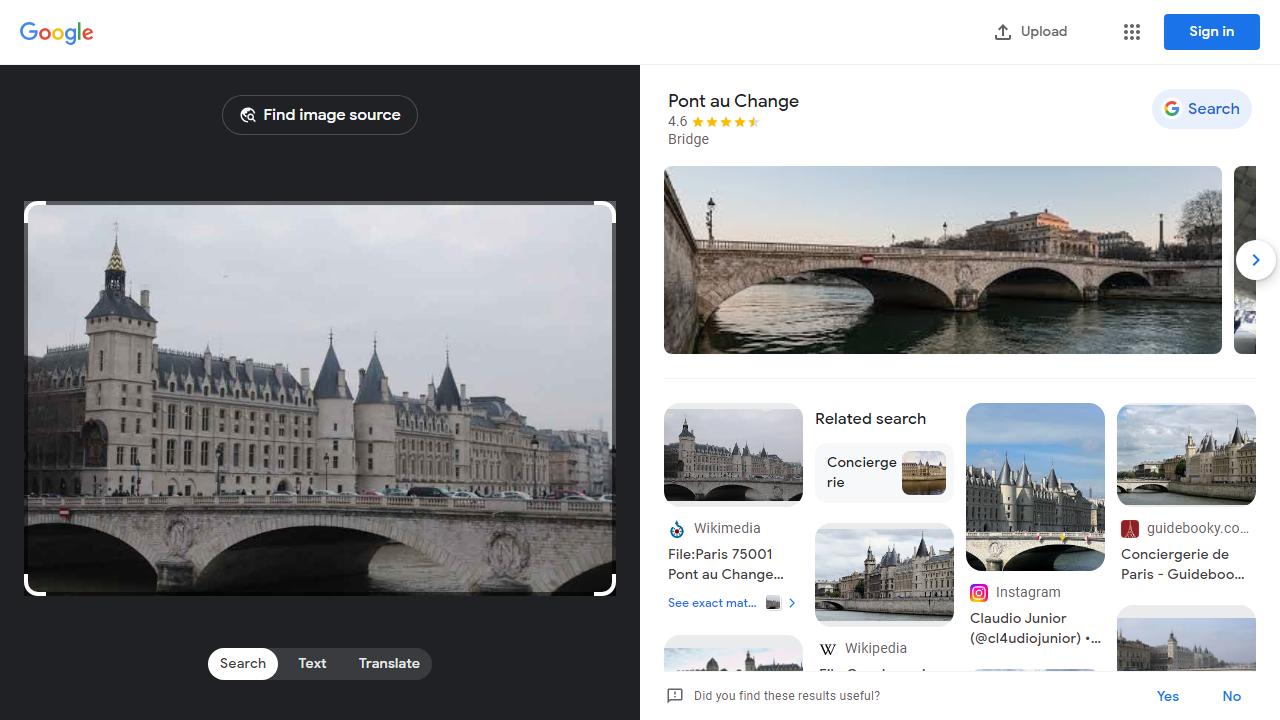 Google
Upload
Sign in
Find image source
Search
Text
Translate
Pont au Change
4.6
Bridge
Search
Related search
Concierge
rie
Wikimedia
File:Paris 75001
Pont au Change...
See exact mat...
Wikipedia
Instagram
Claudio Junior
(@cl4udiojunior) •...
guidebooky.co...
Conciergerie de
Paris - Guideboo...
Did you find these results useful?
Yes
No